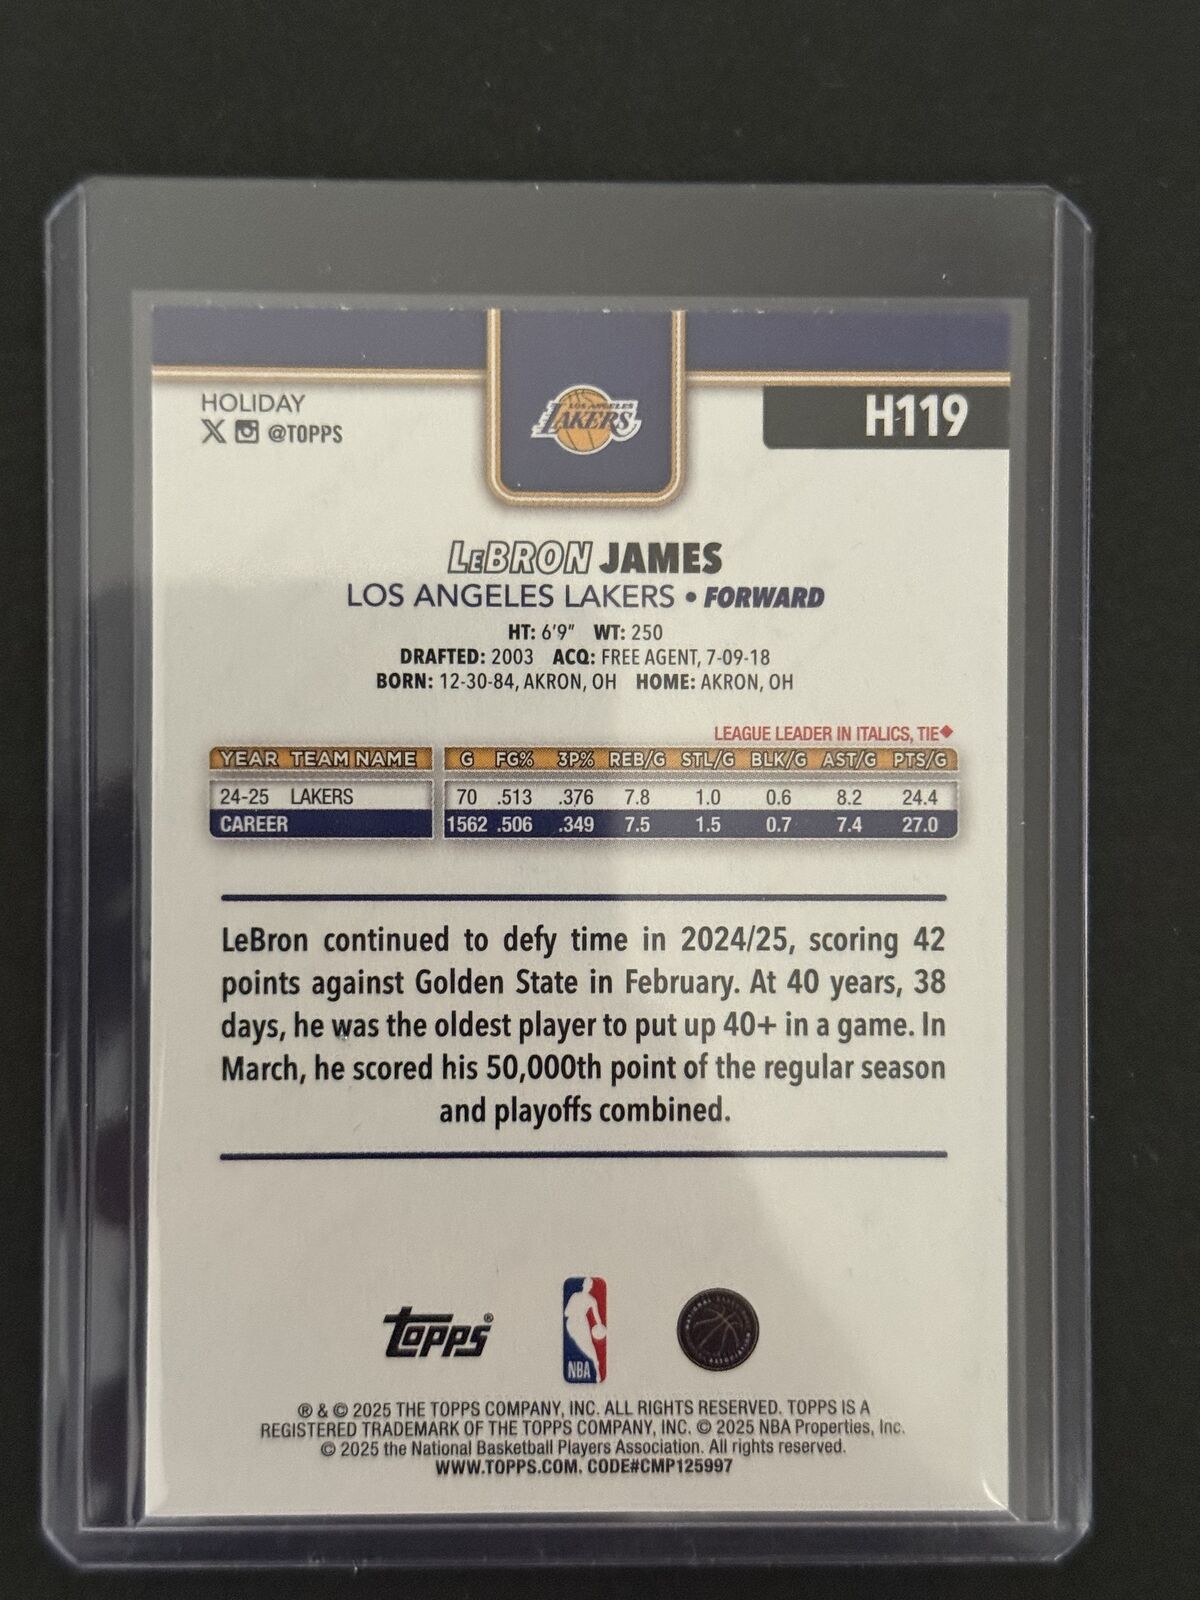 HOLIDAY
X @TOPPS
LOS ANGELES
LAKERS
H119
LeBRON JAMES
LOS ANGELES LAKERS • FORWARD
HT: 6'9" WT: 250
DRAFTED: 2003 ACQ: FREE AGENT, 7-09-18
BORN: 12-30-84, AKRON, OH HOME: AKRON, OH
LEAGUE LEADER IN ITALICS, TIE◆
YEAR TEAM NAME G FG% 3P% REB/G STL/G BLK/G AST/G PTS/G
24-25 LAKERS 70 .513 .376 7.8 1.0 0.6 8.2 24.4
CAREER 1562 .506 .349 7.5 1.5 0.7 7.4 27.0
LeBron continued to defy time in 2024/25, scoring 42
points against Golden State in February. At 40 years, 38
days, he was the oldest player to put up 40+ in a game. In
March, he scored his 50,000th point of the regular season
and playoffs combined.
Topps®
NBA
NATIONAL BASKETBALL
ASSOCIATION
® & © 2025 THE TOPPS COMPANY, INC. ALL RIGHTS RESERVED. TOPPS IS A
REGISTERED TRADEMARK OF THE TOPPS COMPANY, INC. © 2025 NBA Properties, Inc.
© 2025 the National Basketball Players Association. All rights reserved.
WWW.TOPPS.COM. CODE#CMP125997